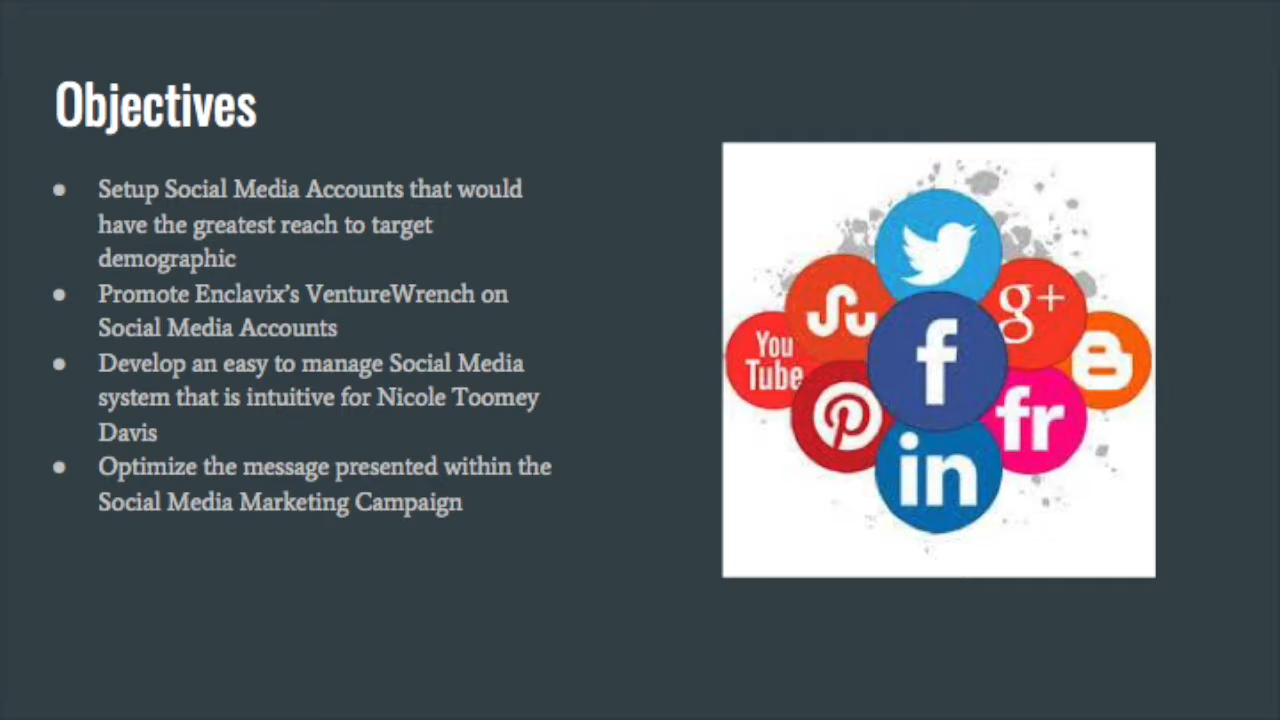 Objectives
● Setup Social Media Accounts that would
have the greatest reach to target
demographic
● Promote Enclavix’s VentureWrench on
Social Media Accounts
● Develop an easy to manage Social Media
system that is intuitive for Nicole Toomey
Davis
● Optimize the message presented within the
Social Media Marketing Campaign
g+
You
Tube
f
fr
in